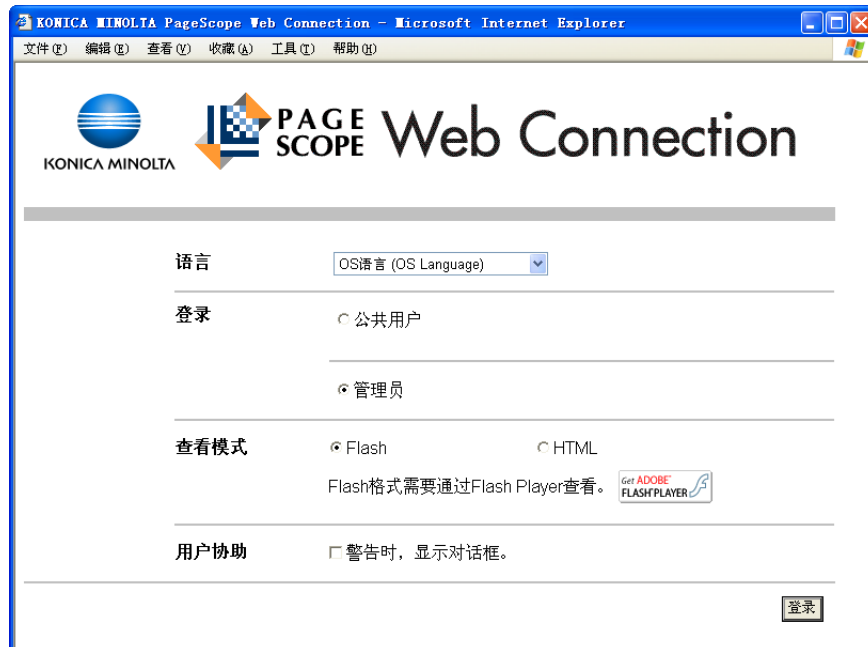 KONICA MINOLTA PageScope Web Connection - Microsoft Internet Explorer
文件(F) 编辑(E) 查看(V) 收藏(A) 工具(T) 帮助(H)
KONICA MINOLTA
PAGE SCOPE Web Connection
语言 OS语言 (OS Language)
登录 公共用户
管理员
查看模式 Flash HTML
Flash格式需要通过Flash Player查看。 Get ADOBE FLASH PLAYER
用户协助 警告时，显示对话框。
登录